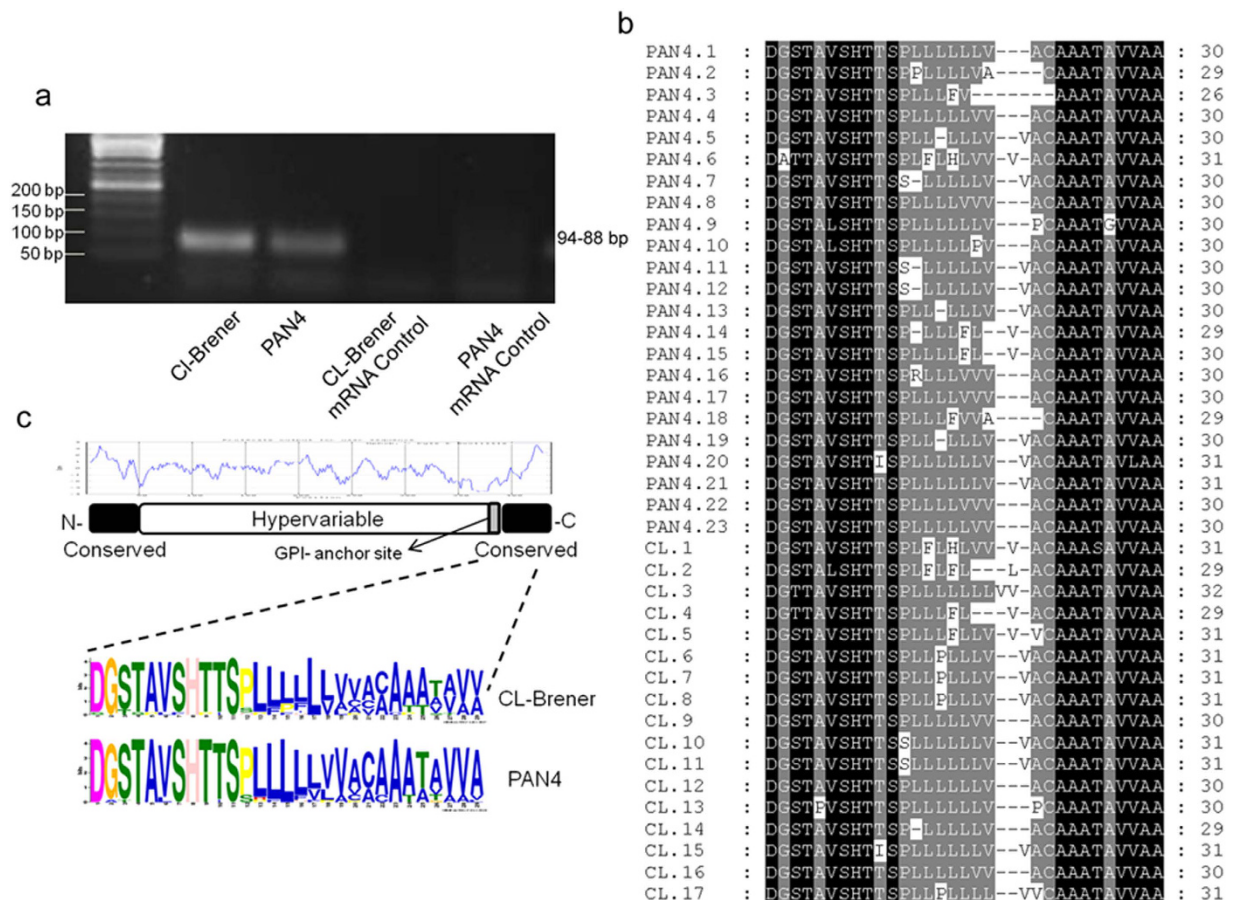 a
200 bp
150 bp
100 bp
50 bp
94-88 bp
Cl-Brener
PAN4
CL-Brener
mRNA Control
PAN4
mRNA Control
b
PAN4.1 : DGSTAVSHTTSPLLLLLLV---ACAAATAVVAA : 30
PAN4.2 : DGSTAVSHTTSPPLLLLVA----CAAATAVVAA : 29
PAN4.3 : DGSTAVSHTTSPLLLFV-------AAATAVVAA : 26
PAN4.4 : DGSTAVSHTTSPLLLLLVV---ACAAATAVVAA : 30
PAN4.5 : DGSTAVSHTTSPLL-LLLV--VACAAATAVVAA : 30
PAN4.6 : DATTAVSHTTSPLFLHLVV-V-ACAAATAVVAA : 31
PAN4.7 : DGSTAVSHTTSS-LLLLLV--VACAAATAVVAA : 30
PAN4.8 : DGSTAVSHTTSPLLLLVVV---ACAAATAVVAA : 30
PAN4.9 : DGSTALSHTTSPLLLLLLV---PCAAATGVVAA : 30
PAN4.10 : DGSTALSHTTSPLLLLLPV---ACAAATAVVAA : 30
PAN4.11 : DGSTAVSHTTSS-LLLLLV--VACAAATAVVAA : 30
PAN4.12 : DGSTAVSHTTSS-LLLLLV--VACAAATAVVAA : 30
PAN4.13 : DGSTAVSHTTSPLL-LLLV--VACAAATAVVAA : 30
PAN4.14 : DGSTAVSHTTSP-LLLFL--V-ACAAATAVVAA : 29
PAN4.15 : DGSTAVSHTTSPLLLLFL--V-ACAAATAVVAA : 30
PAN4.16 : DGSTAVSHTTSPRLLLVVV---ACAAATAVVAA : 30
PAN4.17 : DGSTAVSHTTSPLLLLVVV---ACAAATAVVAA : 30
PAN4.18 : DGSTAVSHTTSPLLLFVVA----CAAATAVVAA : 29
PAN4.19 : DGSTAVSHTTSPLL-LLLV--VACAAATAVVAA : 30
PAN4.20 : DGSTAVSHTISPLLLLLLV--VACAAATAVLAA : 31
PAN4.21 : DGSTAVSHTTSPLLLLLLV--VACAAATAVVAA : 31
PAN4.22 : DGSTAVSHTTSPLLLLLVV---ACAAATAVVAA : 30
PAN4.23 : DGSTAVSHTTSPLLLLLVV---ACAAATAVVAA : 30
CL.1 : DGSTAVSHTTSPLFLHLVV-V-ACAAASAVVAA : 31
CL.2 : DGSTALSHTTSPLFLFL---L-ACAAATAVVAA : 29
CL.3 : DGTTAVSHTTSPLLLLLLLVV-ACAAATAVVAA : 32
CL.4 : DGTTAVSHTTSPLLLFL---V-ACAAATAVVAA : 29
CL.5 : DGSTAVSHTTSPLLLFLLV-V-VCAAATAVVAA : 31
CL.6 : DGSTAVSHTTSPLLPLLLV--VACAAATAVVAA : 31
CL.7 : DGSTAVSHTTSPLLPLLLV--VACAAATAVVAA : 31
CL.8 : DGSTAVSHTTSPLLPLLLV--VACAAATAVVAA : 31
CL.9 : DGSTAVSHTTSPLLLLLLV---ACAAATAVVAA : 30
CL.10 : DGSTAVSHTTSSLLLLLLV--VACAAATAVVAA : 31
CL.11 : DGSTAVSHTTSSLLLLLLV--VACAAATAVVAA : 31
CL.12 : DGSTAVSHTTSPLLLLLLV---ACAAATAVVAA : 30
CL.13 : DGSTPVSHTTSPLLLLLLV---PCAAATAVVAA : 30
CL.14 : DGSTAVSHTTSP-LLLLLV---ACAAATAVVAA : 29
CL.15 : DGSTAVSHTISPLLLLLLV--VACAAATAVVAA : 31
CL.16 : DGSTAVSHTTSPLLLLLLV---ACAAATAVVAA : 30
CL.17 : DGSTAVSHTTSPLLPLLLL--VVCAAATAVVAA : 31
c
N-
Hypervariable
-C
Conserved
GPI- anchor site
Conserved
CL-Brener
PAN4